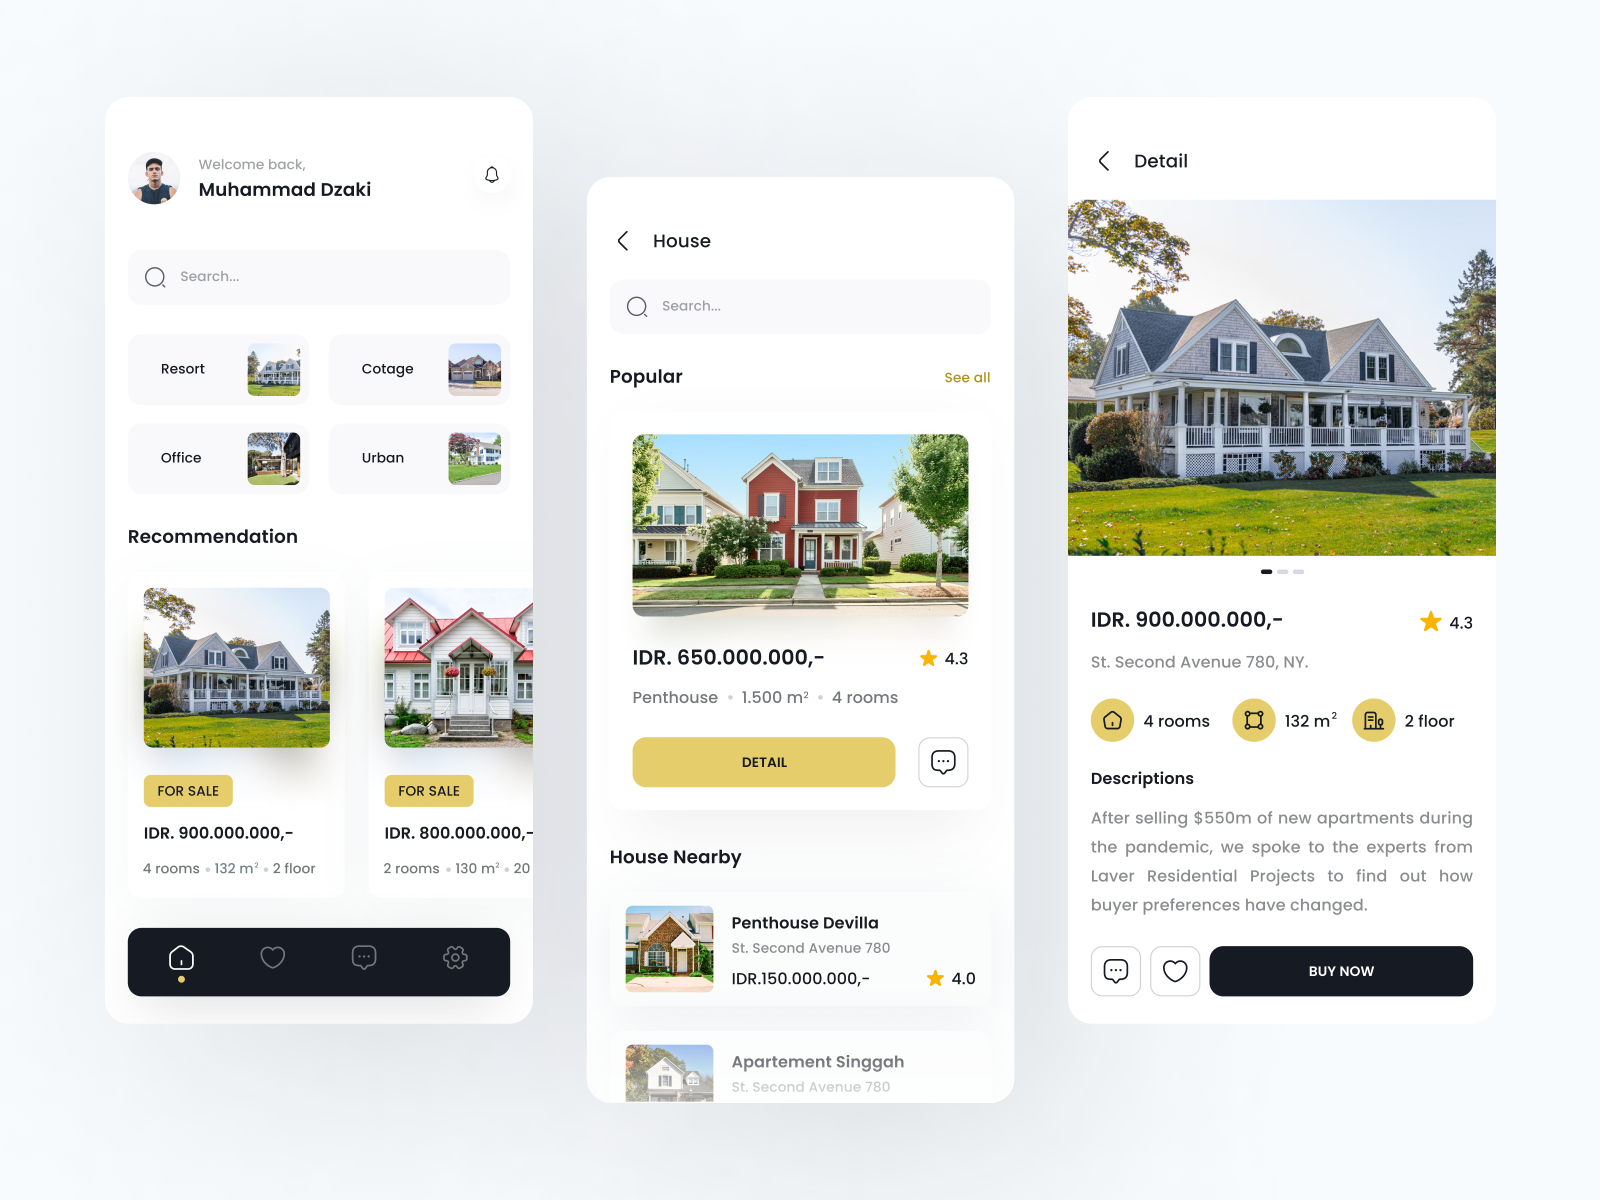 Welcome back,
Muhammad Dzaki
Search...
Resort
Cotage
Office
Urban
Recommendation
FOR SALE
IDR. 900.000.000,-
4 rooms • 132 m² • 2 floor
FOR SALE
IDR. 800.000.000,-
2 rooms • 130 m² • 20
House
Search...
Popular
See all
IDR. 650.000.000,-
4.3
Penthouse • 1.500 m² • 4 rooms
DETAIL
House Nearby
Penthouse Devilla
St. Second Avenue 780
IDR.150.000.000,-
4.0
Apartement Singgah
St. Second Avenue 780
Detail
IDR. 900.000.000,-
4.3
St. Second Avenue 780, NY.
4 rooms
132 m²
2 floor
Descriptions
After selling $550m of new apartments during
the pandemic, we spoke to the experts from
Laver Residential Projects to find out how
buyer preferences have changed.
BUY NOW